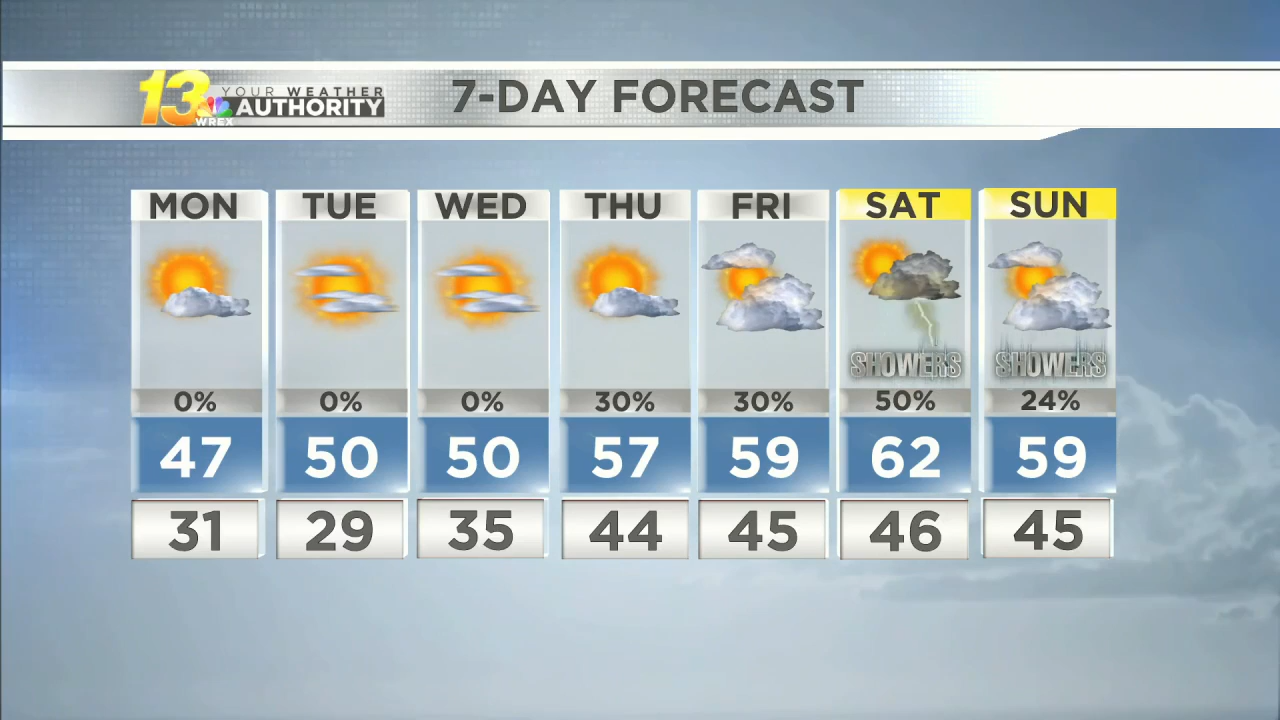 13 YOUR WEATHER
WREX AUTHORITY
7-DAY FORECAST
MON TUE WED THU FRI SAT SUN
SHOWERS SHOWERS
0% 0% 0% 30% 30% 50% 24%
47 50 50 57 59 62 59
31 29 35 44 45 46 45